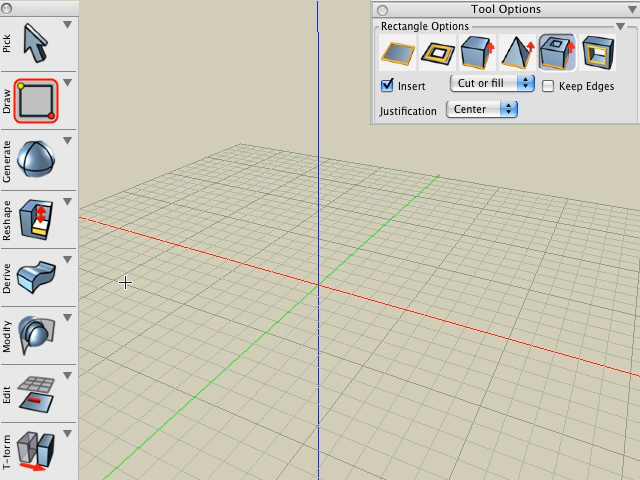 Tool Options
Rectangle Options
Insert
Cut or fill
Keep Edges
Justification
Center
Pick
Draw
Generate
Reshape
Derive
Modify
Edit
T-form